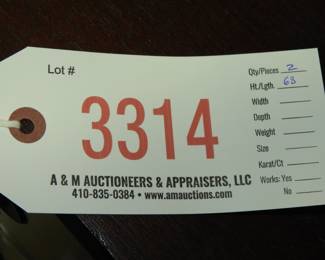 Lot #
3314
Qty/Pieces 2
Ht./Lgth. 63
Width
Depth
Weight
Size
Karat/Ct
Works: Yes
No
A & M AUCTIONEERS & APPRAISERS, LLC
410-835-0384 • www.amauctions.com